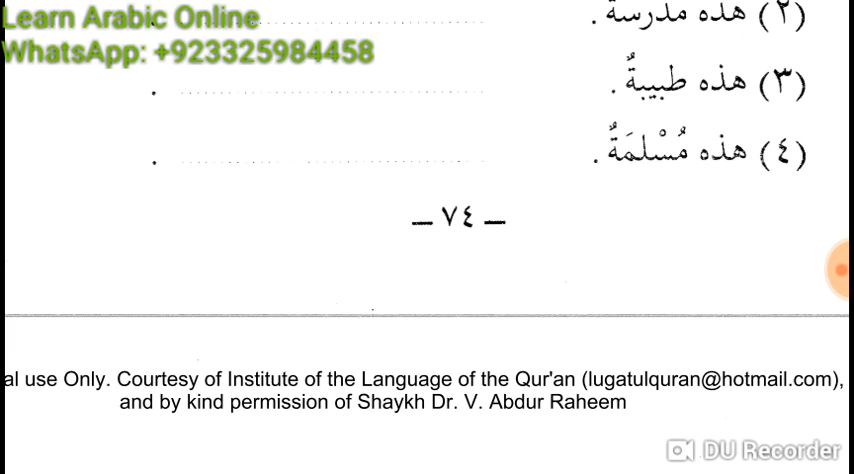 Learn Arabic Online
WhatsApp: +923325984458
(٢) هذه مدرسة .
(٣) هذه طبيبةٌ .
(٤) هذه مُسْلِمَةٌ .
— ٧٤ —
al use Only. Courtesy of Institute of the Language of the Qur'an (lugatulquran@hotmail.com),
and by kind permission of Shaykh Dr. V. Abdur Raheem
DU Recorder